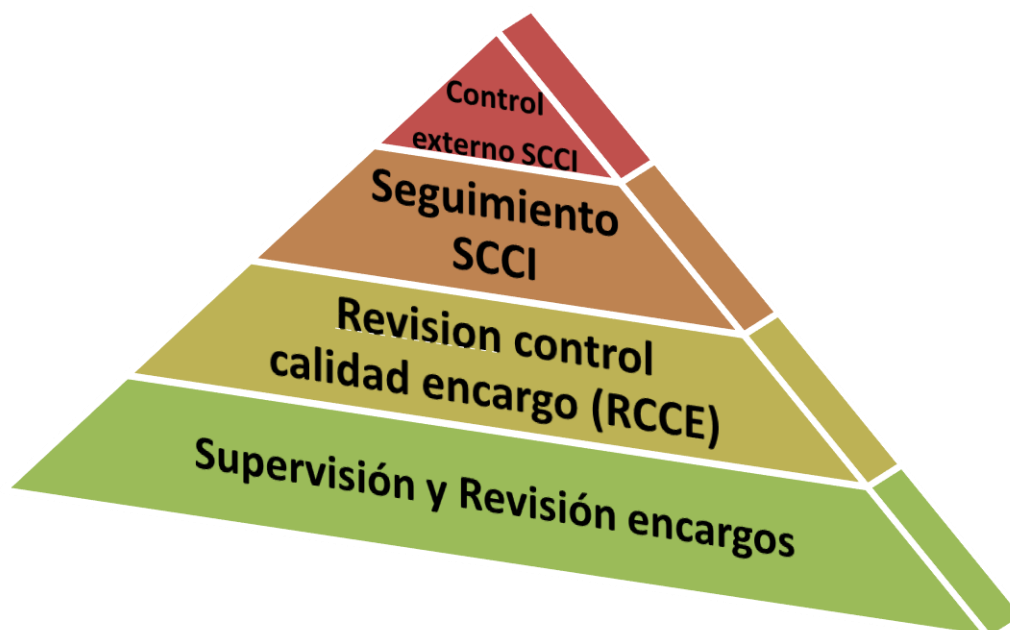 Control
externo SCCI
Seguimiento
SCCI
Revision control
calidad encargo (RCCE)
Supervisión y Revisión encargos